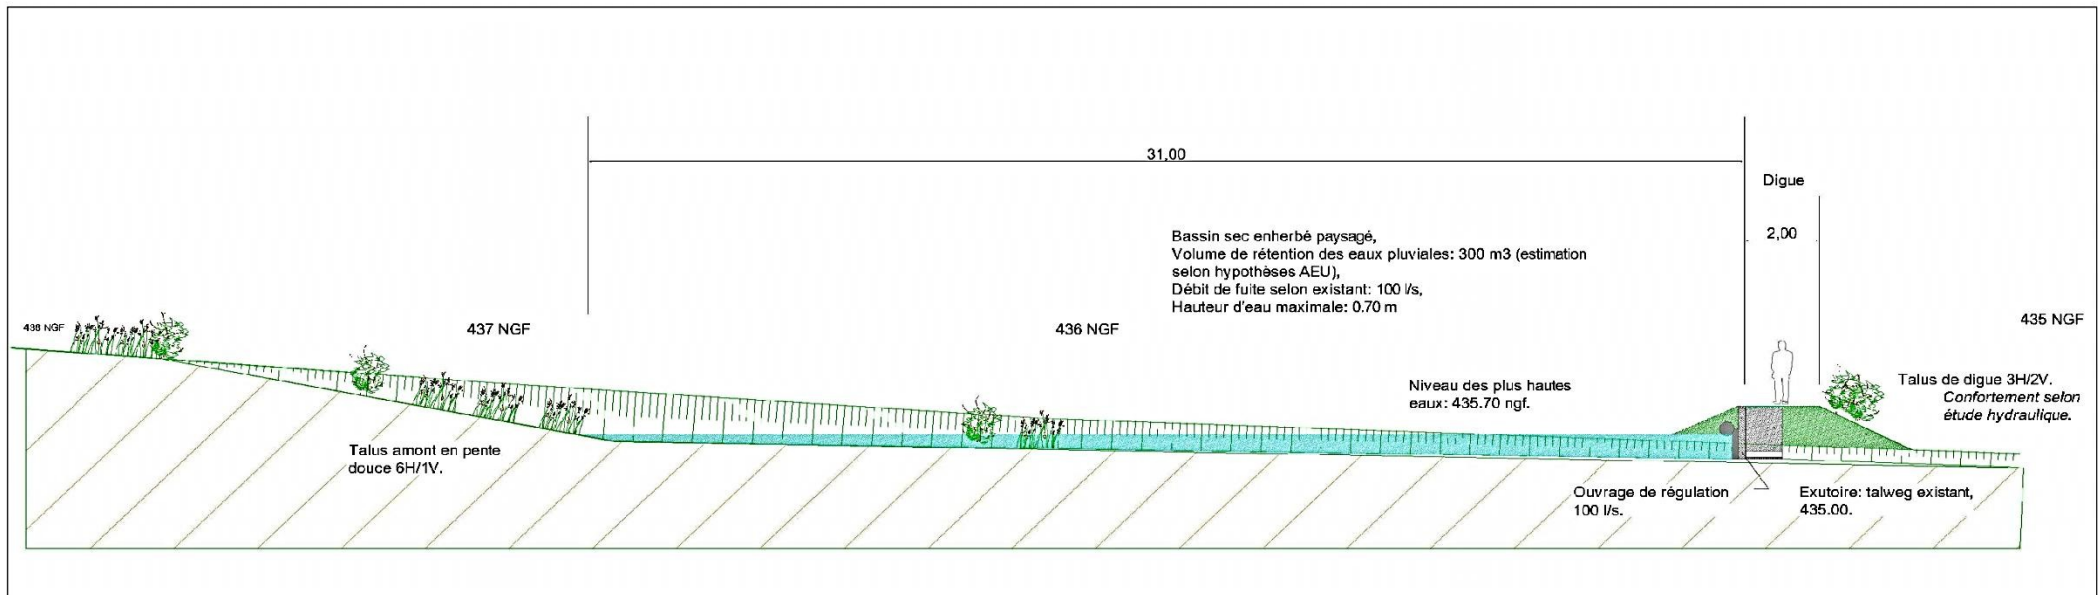 31,00
Digue
2,00
Bassin sec enherbé paysagé,
Volume de rétention des eaux pluviales: 300 m3 (estimation
selon hypothèses AEU),
Débit de fuite selon existant: 100 l/s,
Hauteur d'eau maximale: 0.70 m
438 NGF
437 NGF
436 NGF
435 NGF
Niveau des plus hautes
eaux: 435.70 ngf.
Talus de digue 3H/2V.
Confortement selon
étude hydraulique.
Talus amont en pente
douce 6H/1V.
Ouvrage de régulation
100 l/s.
Exutoire: talweg existant,
435.00.